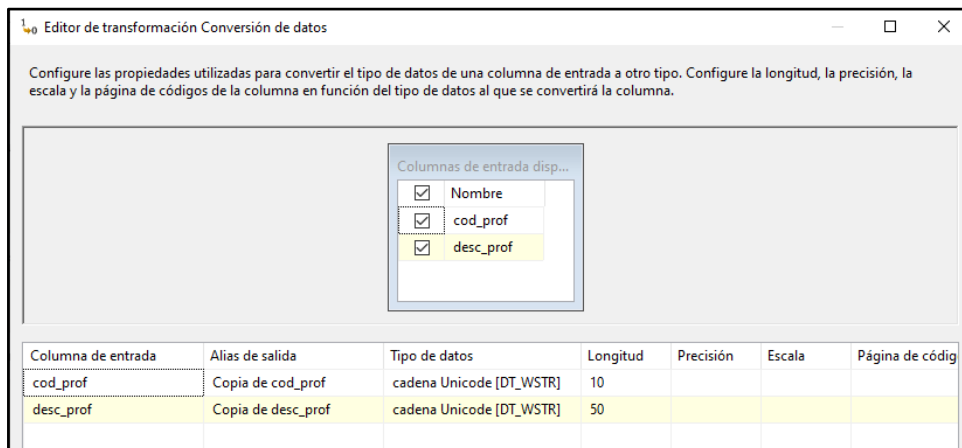 Editor de transformación Conversión de datos
Configure las propiedades utilizadas para convertir el tipo de datos de una columna de entrada a otro tipo. Configure la longitud, la precisión, la
escala y la página de códigos de la columna en función del tipo de datos al que se convertirá la columna.
Columnas de entrada disp...
Nombre
cod_prof
desc_prof
Columna de entrada Alias de salida Tipo de datos Longitud Precisión Escala Página de códig
cod_prof Copia de cod_prof cadena Unicode [DT_WSTR] 10
desc_prof Copia de desc_prof cadena Unicode [DT_WSTR] 50